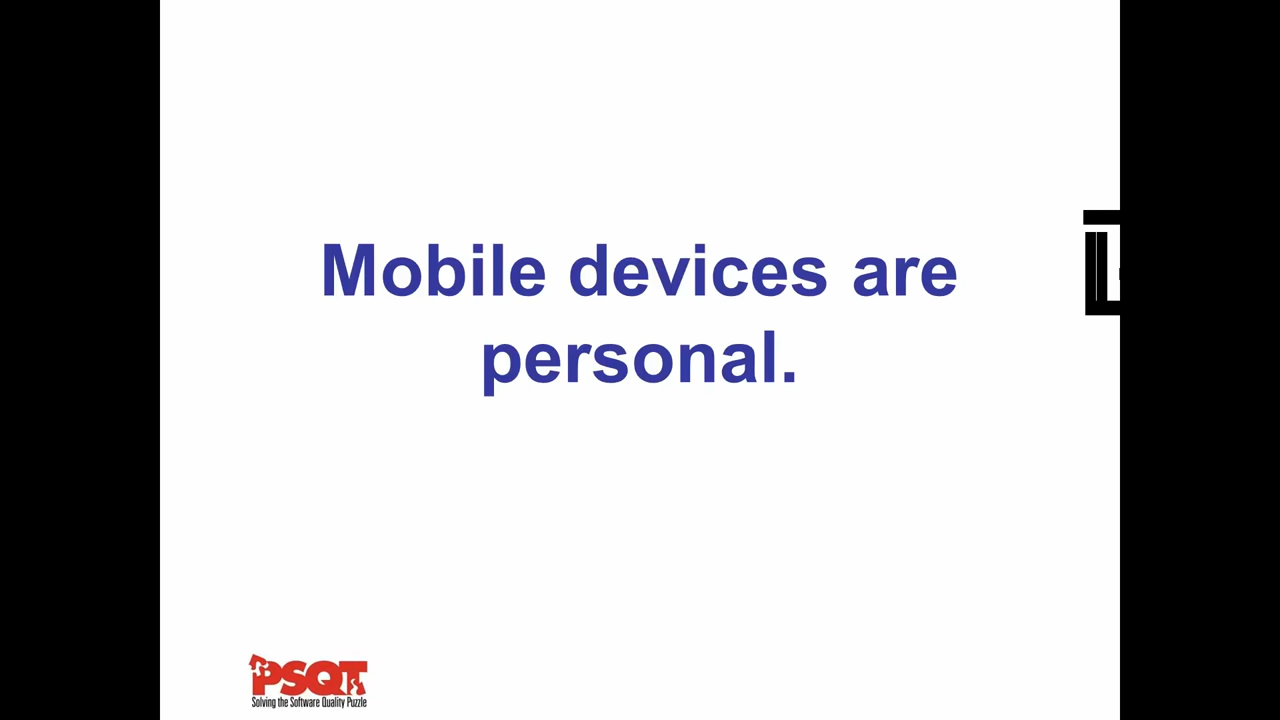 Mobile devices are
personal.
PSQT
Solving the Software Quality Puzzle